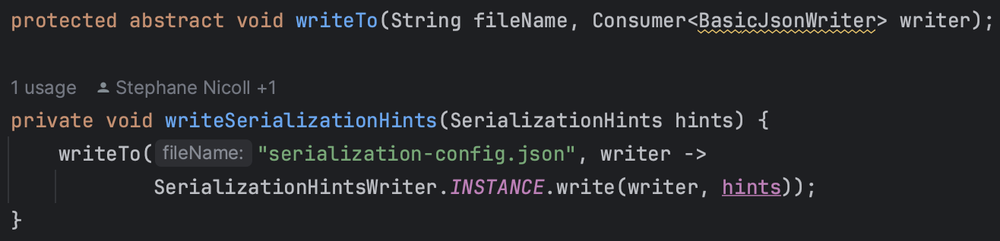 protected abstract void writeTo(String fileName, Consumer<BasicJsonWriter> writer);
1 usage Stephane Nicoll +1
private void writeSerializationHints(SerializationHints hints) {
writeTo( fileName: "serialization-config.json", writer ->
SerializationHintsWriter.INSTANCE.write(writer, hints));
}